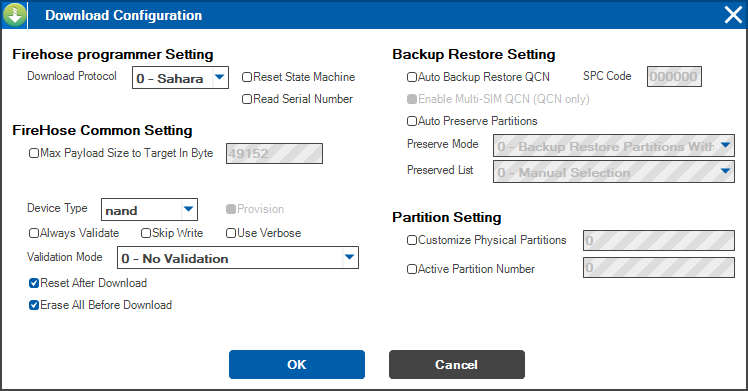 Download Configuration
Firehose programmer Setting
Download Protocol 0 - Sahara
Reset State Machine
Read Serial Number
FireHose Common Setting
Max Payload Size to Target In Byte 49152
Device Type nand
Provision
Always Validate Skip Write Use Verbose
Validation Mode 0 - No Validation
Reset After Download
Erase All Before Download
Backup Restore Setting
Auto Backup Restore QCN SPC Code 000000
Enable Multi-SIM QCN (QCN only)
Auto Preserve Partitions
Preserve Mode 0 - Backup Restore Partitions With
Preserved List 0 - Manual Selection
Partition Setting
Customize Physical Partitions 0
Active Partition Number 0
OK Cancel